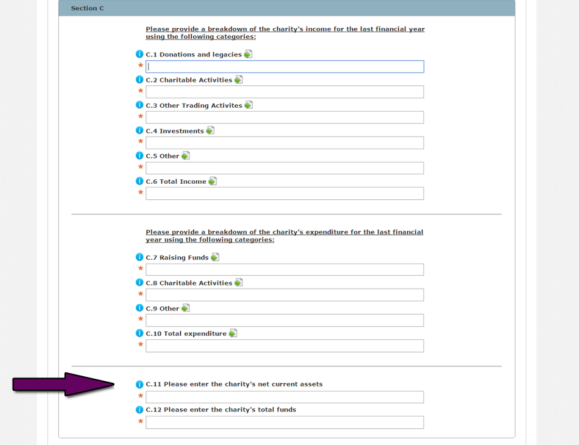 Section C
Please provide a breakdown of the charity's income for the last financial year
using the following categories:
C.1 Donations and legacies
C.2 Charitable Activities
C.3 Other Trading Activites
C.4 Investments
C.5 Other
C.6 Total Income
Please provide a breakdown of the charity's expenditure for the last financial
year using the following categories:
C.7 Raising Funds
C.8 Charitable Activities
C.9 Other
C.10 Total expenditure
C.11 Please enter the charity's net current assets
C.12 Please enter the charity's total funds